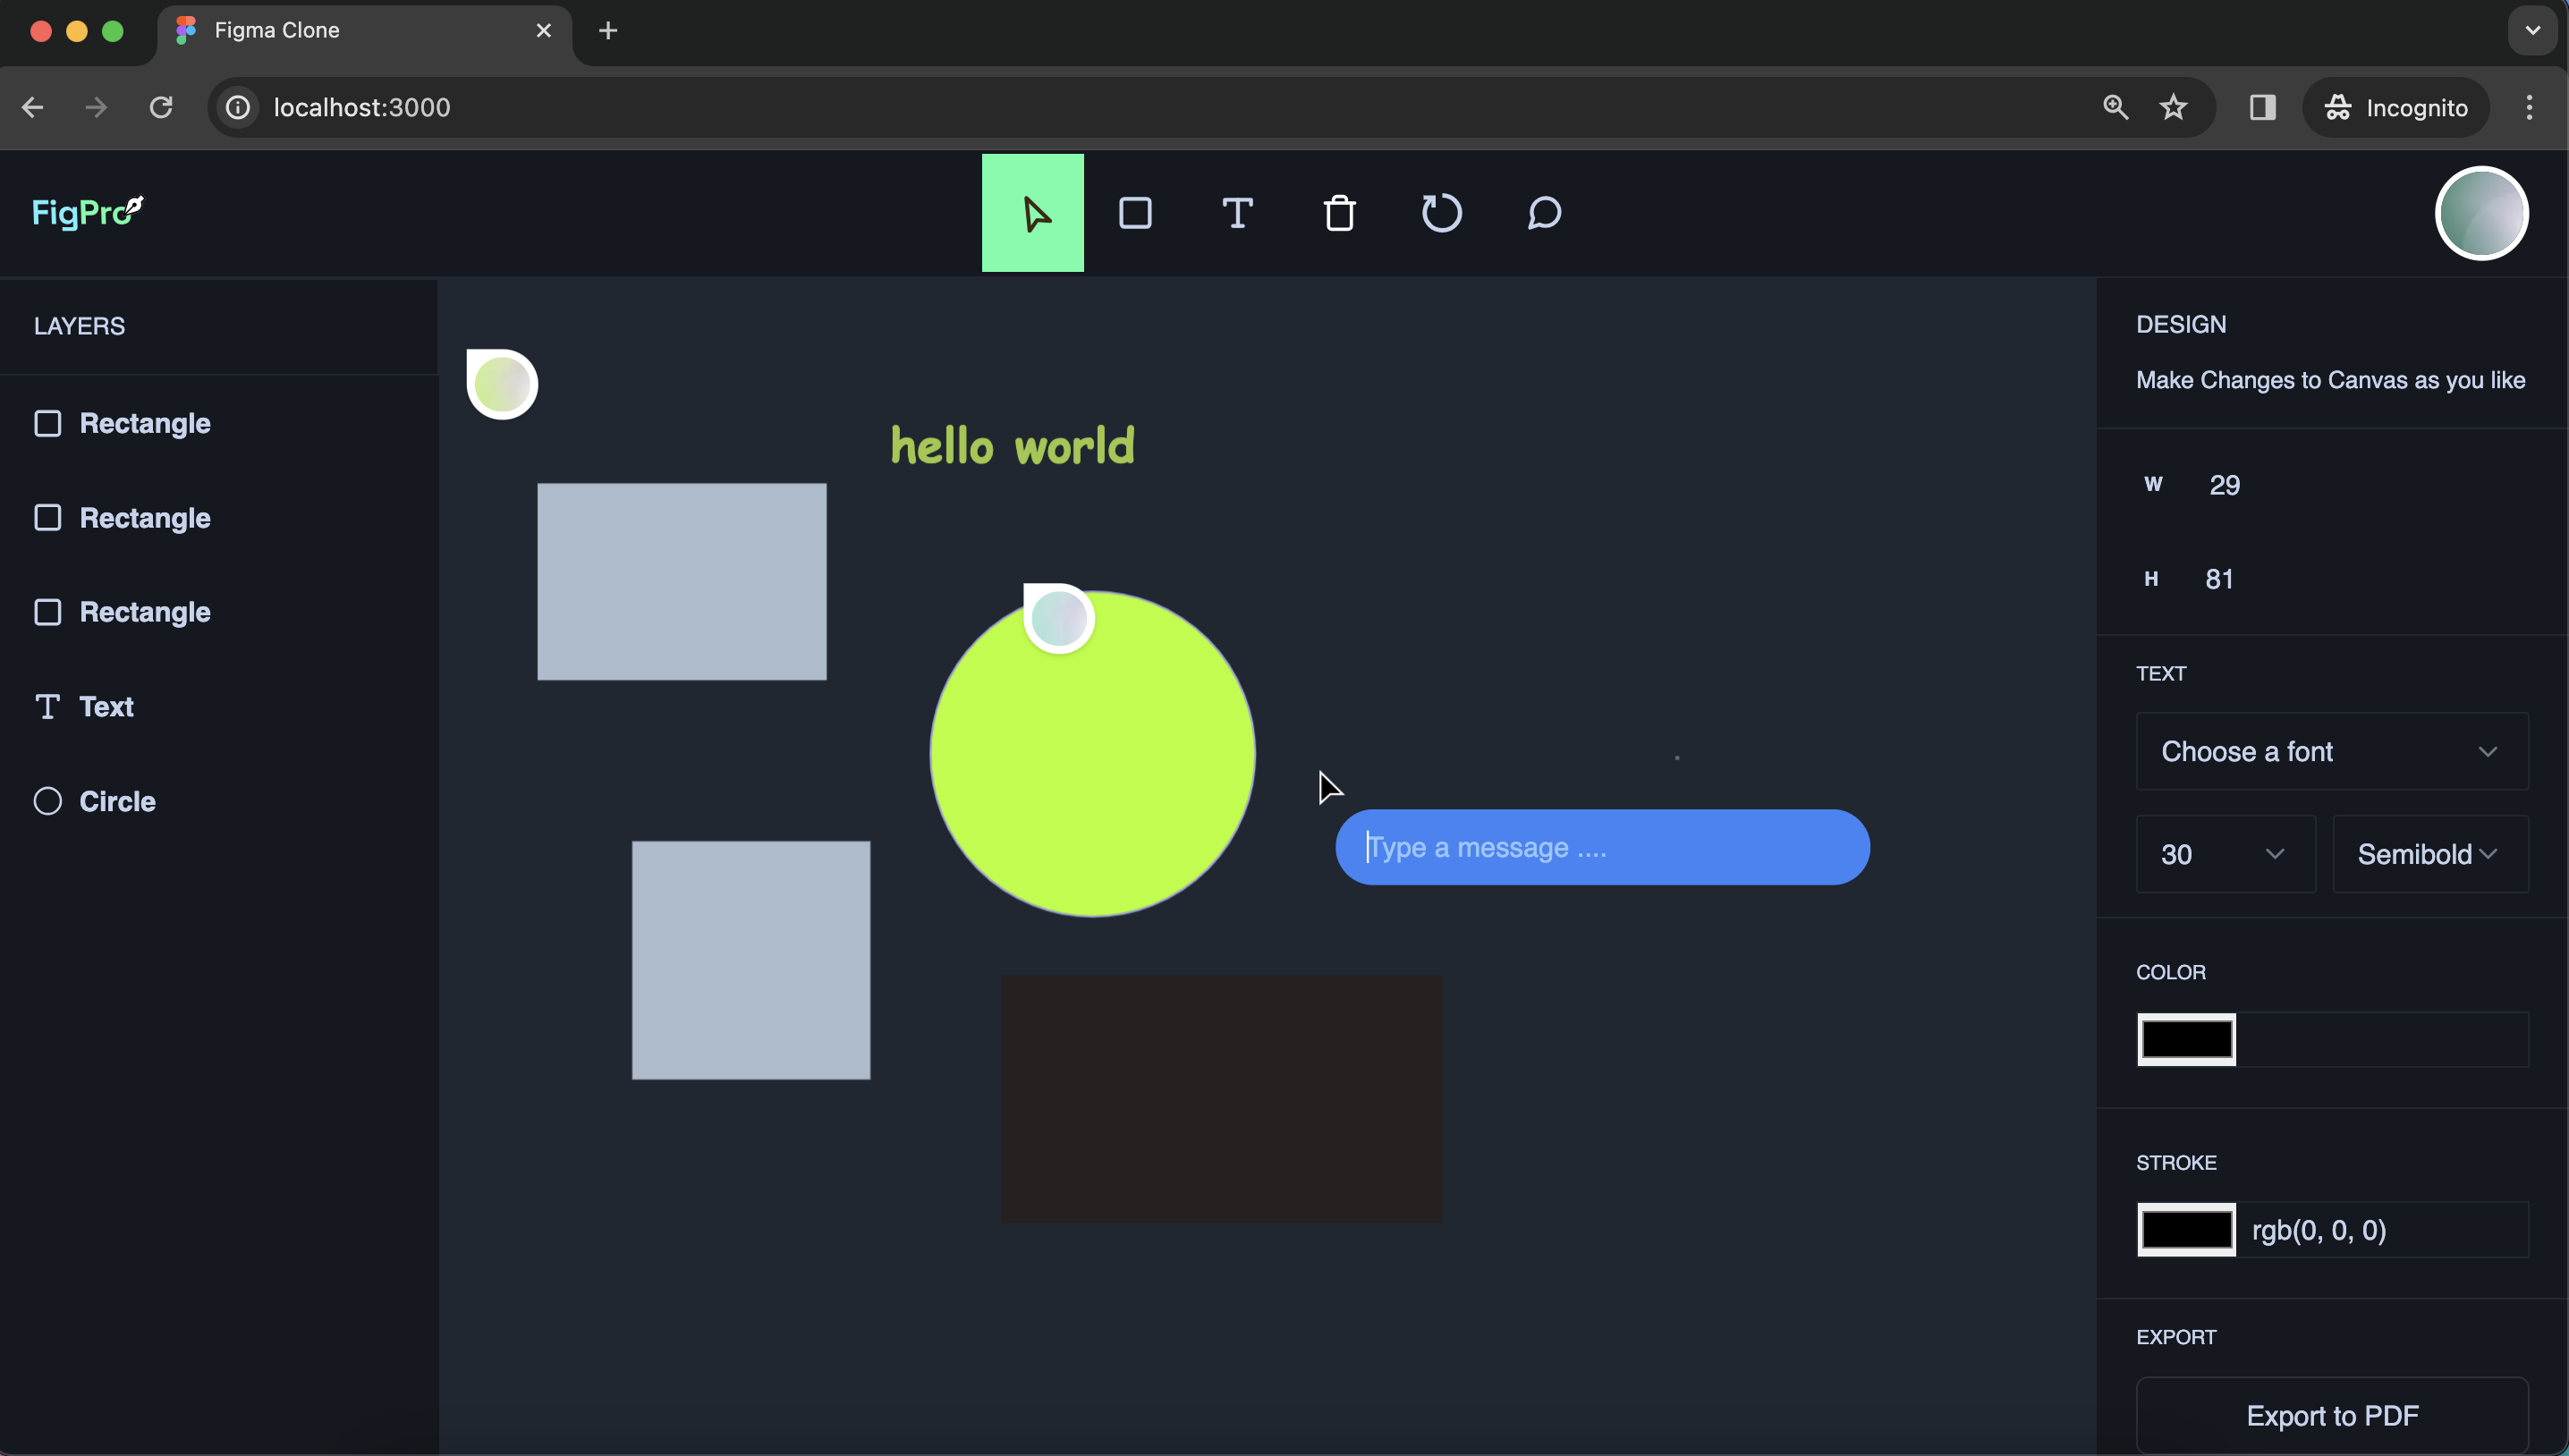 Figma Clone
localhost:3000
Incognito
FigPro
LAYERS
Rectangle
Rectangle
Rectangle
Text
Circle
hello world
Type a message ....
DESIGN
Make Changes to Canvas as you like
W 29
H 81
TEXT
Choose a font
30 Semibold
COLOR
STROKE
rgb(0, 0, 0)
EXPORT
Export to PDF